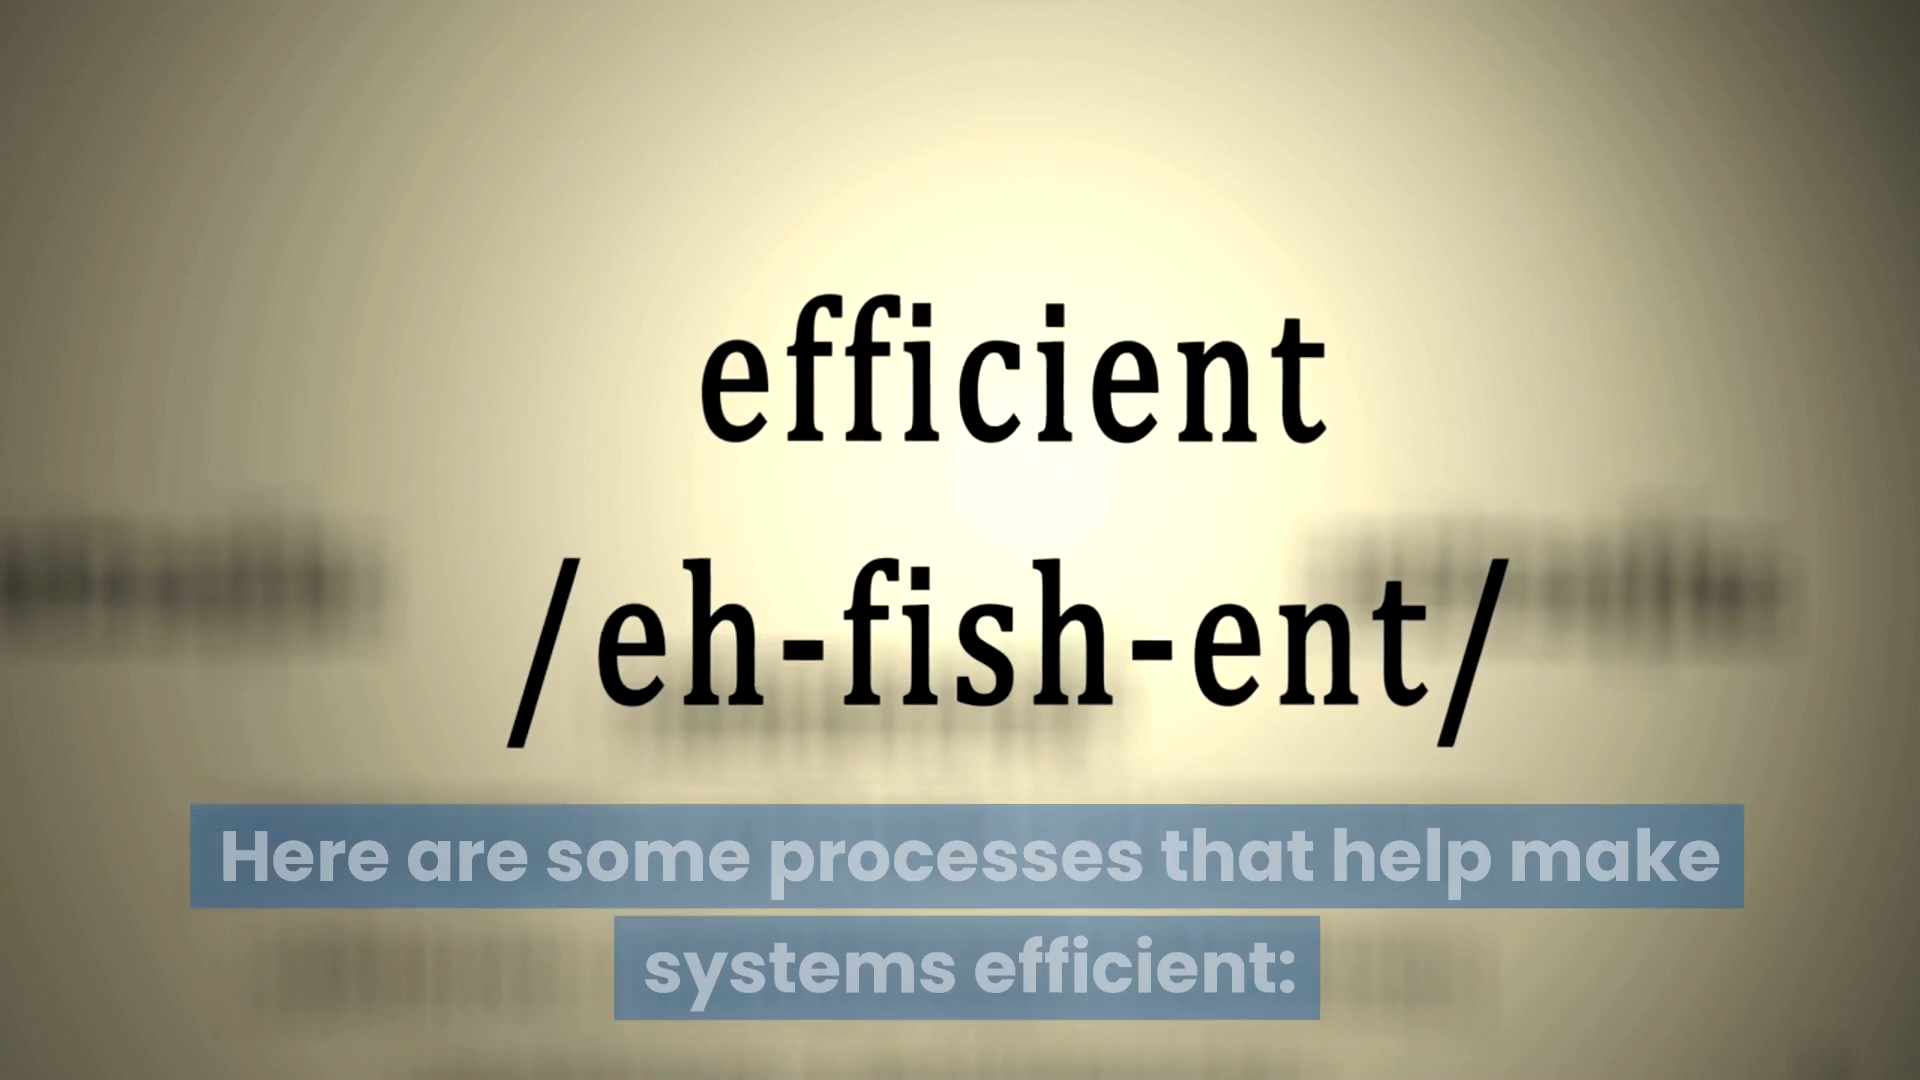 efficient
/eh-fish-ent/
Here are some processes that help make
systems efficient: